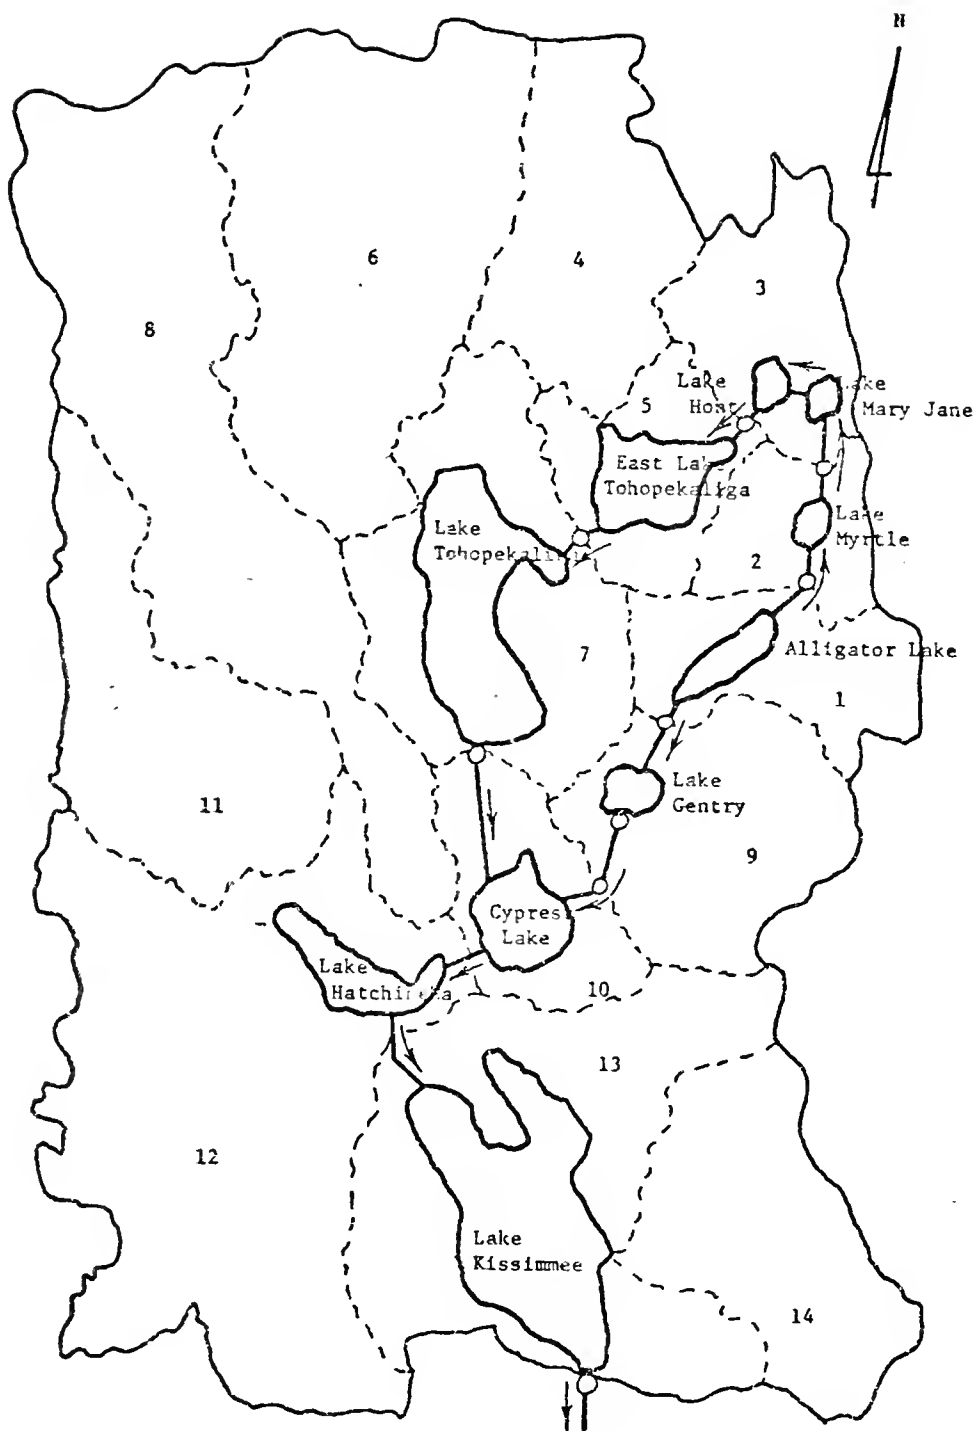 N
6
4
3
8
Lake
Hart
5
Lake
Mary Jane
East Lake
Tohopekaliga
Lake
Tohopekaliga
Lake
Myrtle
2
7
Alligator Lake
1
Lake
Gentry
11
9
Cypress
Lake
Lake
Hatchineha
10
13
12
Lake
Kissimmee
14